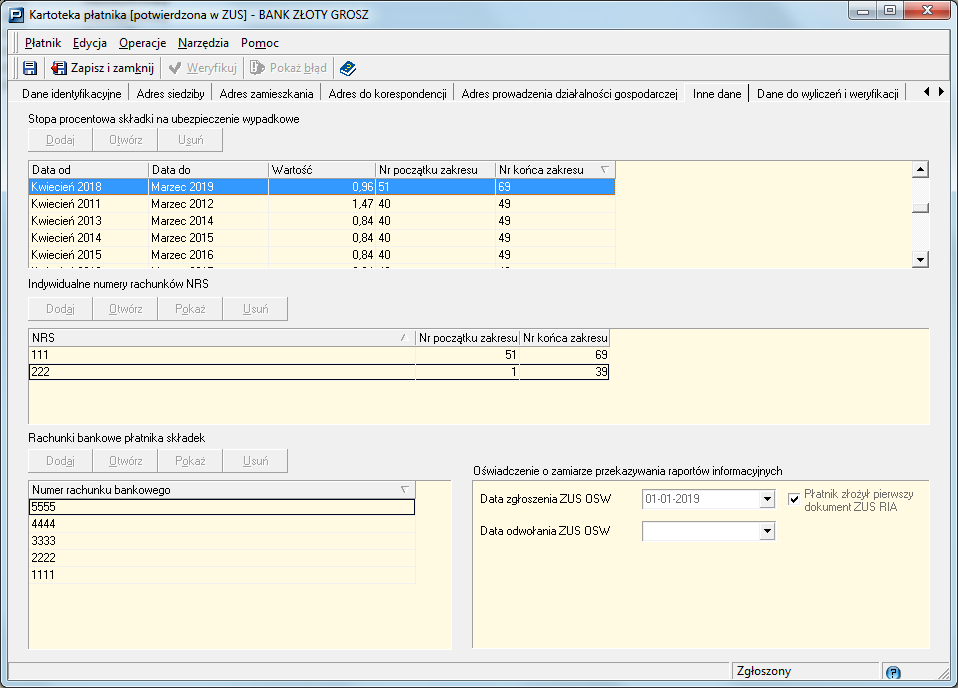 Kartoteka płatnika [potwierdzona w ZUS] - BANK ZŁOTY GROSZ
Płatnik Edycja Operacje Narzędzia Pomoc
Zapisz i zamknij Weryfikuj Pokaż błąd
Dane identyfikacyjne Adres siedziby Adres zamieszkania Adres do korespondencji Adres prowadzenia działalności gospodarczej Inne dane Dane do wyliczeń i weryfikacji
Stopa procentowa składki na ubezpieczenie wypadkowe
Dodaj Otwórz Usuń
Data od Data do Wartość Nr początku zakresu Nr końca zakresu
Kwiecień 2018 Marzec 2019 0,96 51 69
Kwiecień 2011 Marzec 2012 1,47 40 49
Kwiecień 2013 Marzec 2014 0,84 40 49
Kwiecień 2014 Marzec 2015 0,84 40 49
Kwiecień 2015 Marzec 2016 0,84 40 49
Indywidualne numery rachunków NRS
Dodaj Otwórz Pokaż Usuń
NRS Nr początku zakresu Nr końca zakresu
111 51 69
222 1 39
Rachunki bankowe płatnika składek
Dodaj Otwórz Pokaż Usuń
Numer rachunku bankowego
5555
4444
3333
2222
1111
Oświadczenie o zamiarze przekazywania raportów informacyjnych
Data zgłoszenia ZUS OSW 01-01-2019 Płatnik złożył pierwszy
dokument ZUS RIA
Data odwołania ZUS OSW
Zgłoszony